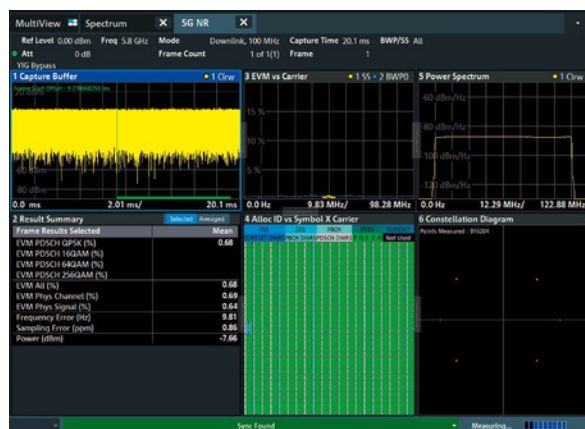 MultiView Spectrum X 5G NR X
Ref Level 0.00 dBm Freq 5.8 GHz Mode Downlink, 100 MHz Capture Time 20.1 ms BWP/SS All
Att 0 dB Frame Count 1 of 1(1) Frame 1
YIG Bypass
1 Capture Buffer 1 Clrw
-60 dBm
-80 dBm
0.0 ms 2.01 ms/ 20.1 ms
3 EVM vs Carrier 1 SS 2 BWP0
15 %
10 %
5 %
0.0 Hz 9.83 MHz/ 98.28 MHz
5 Power Spectrum 1 Clrw
-60 dBm/Hz
-80 dBm/Hz
-100 dBm/Hz
-120 dBm/Hz
0.0 Hz 12.29 MHz/ 122.88 MHz
2 Result Summary Selected Averaged
Frame Results Selected Mean
EVM PDSCH QPSK (%) 0.68
EVM PDSCH 16QAM (%)
EVM PDSCH 64QAM (%)
EVM PDSCH 256QAM (%)
EVM All (%) 0.68
EVM Phys Channel (%) 0.69
EVM Phys Signal (%) 0.64
Frequency Error (Hz) 9.81
Sampling Error (ppm) 0.86
Power (dBm) -7.66
4 Alloc ID vs Symbol X Carrier
PSS SSS PBCH CORESET
CORESET DMRS PBCH DMRS PDSCH DMRS Not Used
6 Constellation Diagram
Points Measured : 916204
Sync Found Measuring...